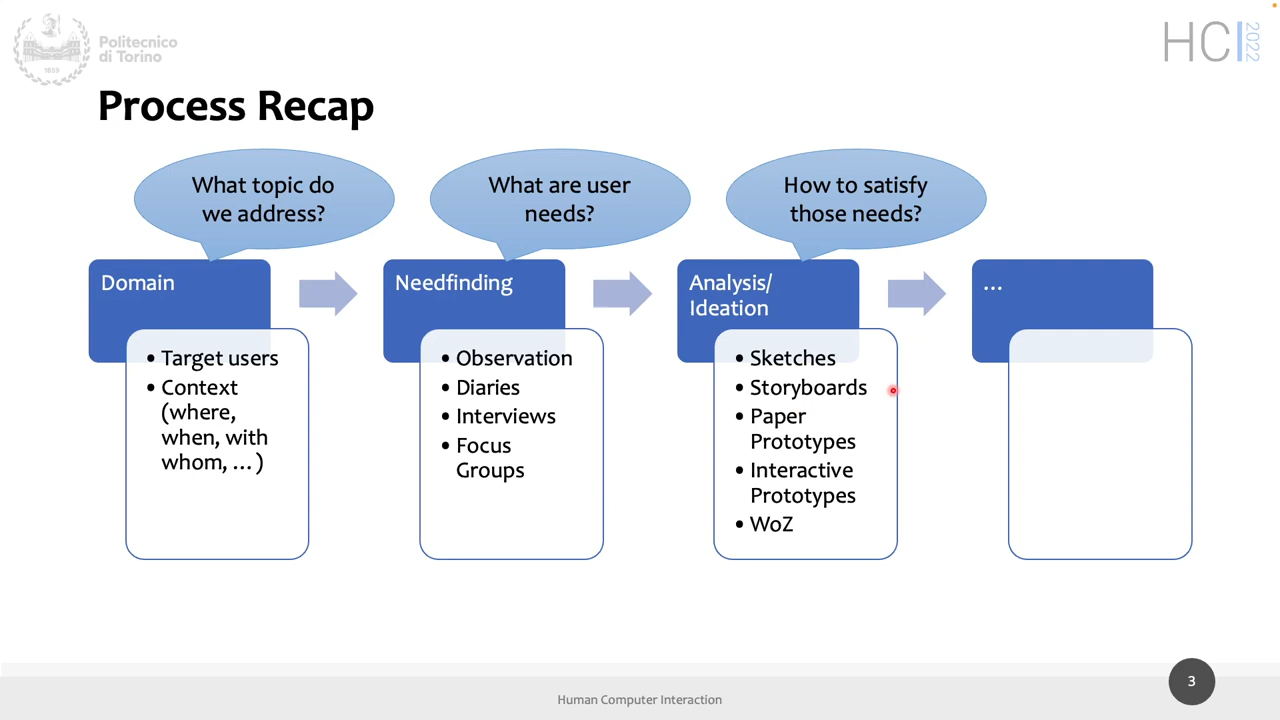 Politecnico
di Torino
1859
HCI 2022
Process Recap
What topic do
we address?
What are user
needs?
How to satisfy
those needs?
Domain
• Target users
• Context
(where,
when, with
whom, …)
Needfinding
• Observation
• Diaries
• Interviews
• Focus
Groups
Analysis/
Ideation
• Sketches
• Storyboards
• Paper
Prototypes
• Interactive
Prototypes
• WoZ
…
Human Computer Interaction
3